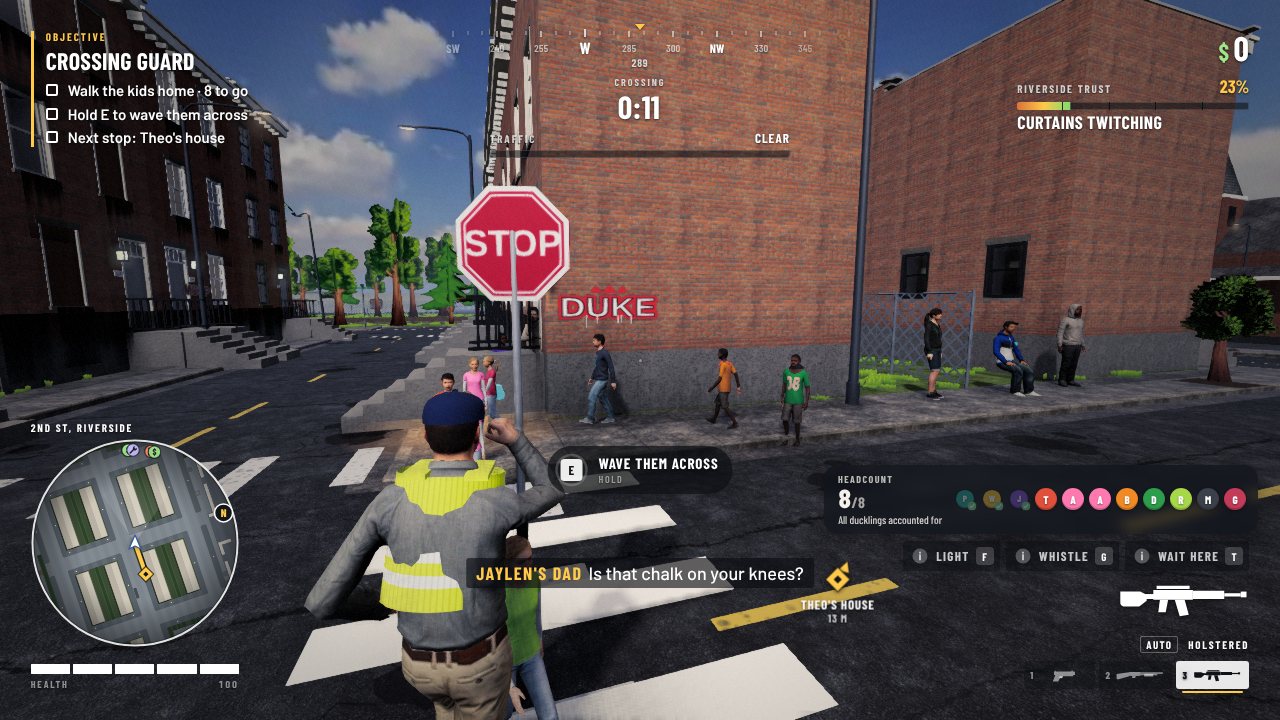 OBJECTIVE
CROSSING GUARD
Walk the kids home · 8 to go
Hold E to wave them across
Next stop: Theo's house
SW 240 255 W 285 300 NW 330 345
289
CROSSING
0:11
TRAFFIC CLEAR
$ 0
RIVERSIDE TRUST 23%
CURTAINS TWITCHING
STOP
DUKE
38
E WAVE THEM ACROSS
HOLD
2ND ST, RIVERSIDE
N
$
HEADCOUNT
8/8
All ducklings accounted for
P W J T A A B D R M G
LIGHT F
WHISTLE G
WAIT HERE T
JAYLEN'S DAD Is that chalk on your knees?
THEO'S HOUSE
13 M
AUTO HOLSTERED
1 2 3
HEALTH 100